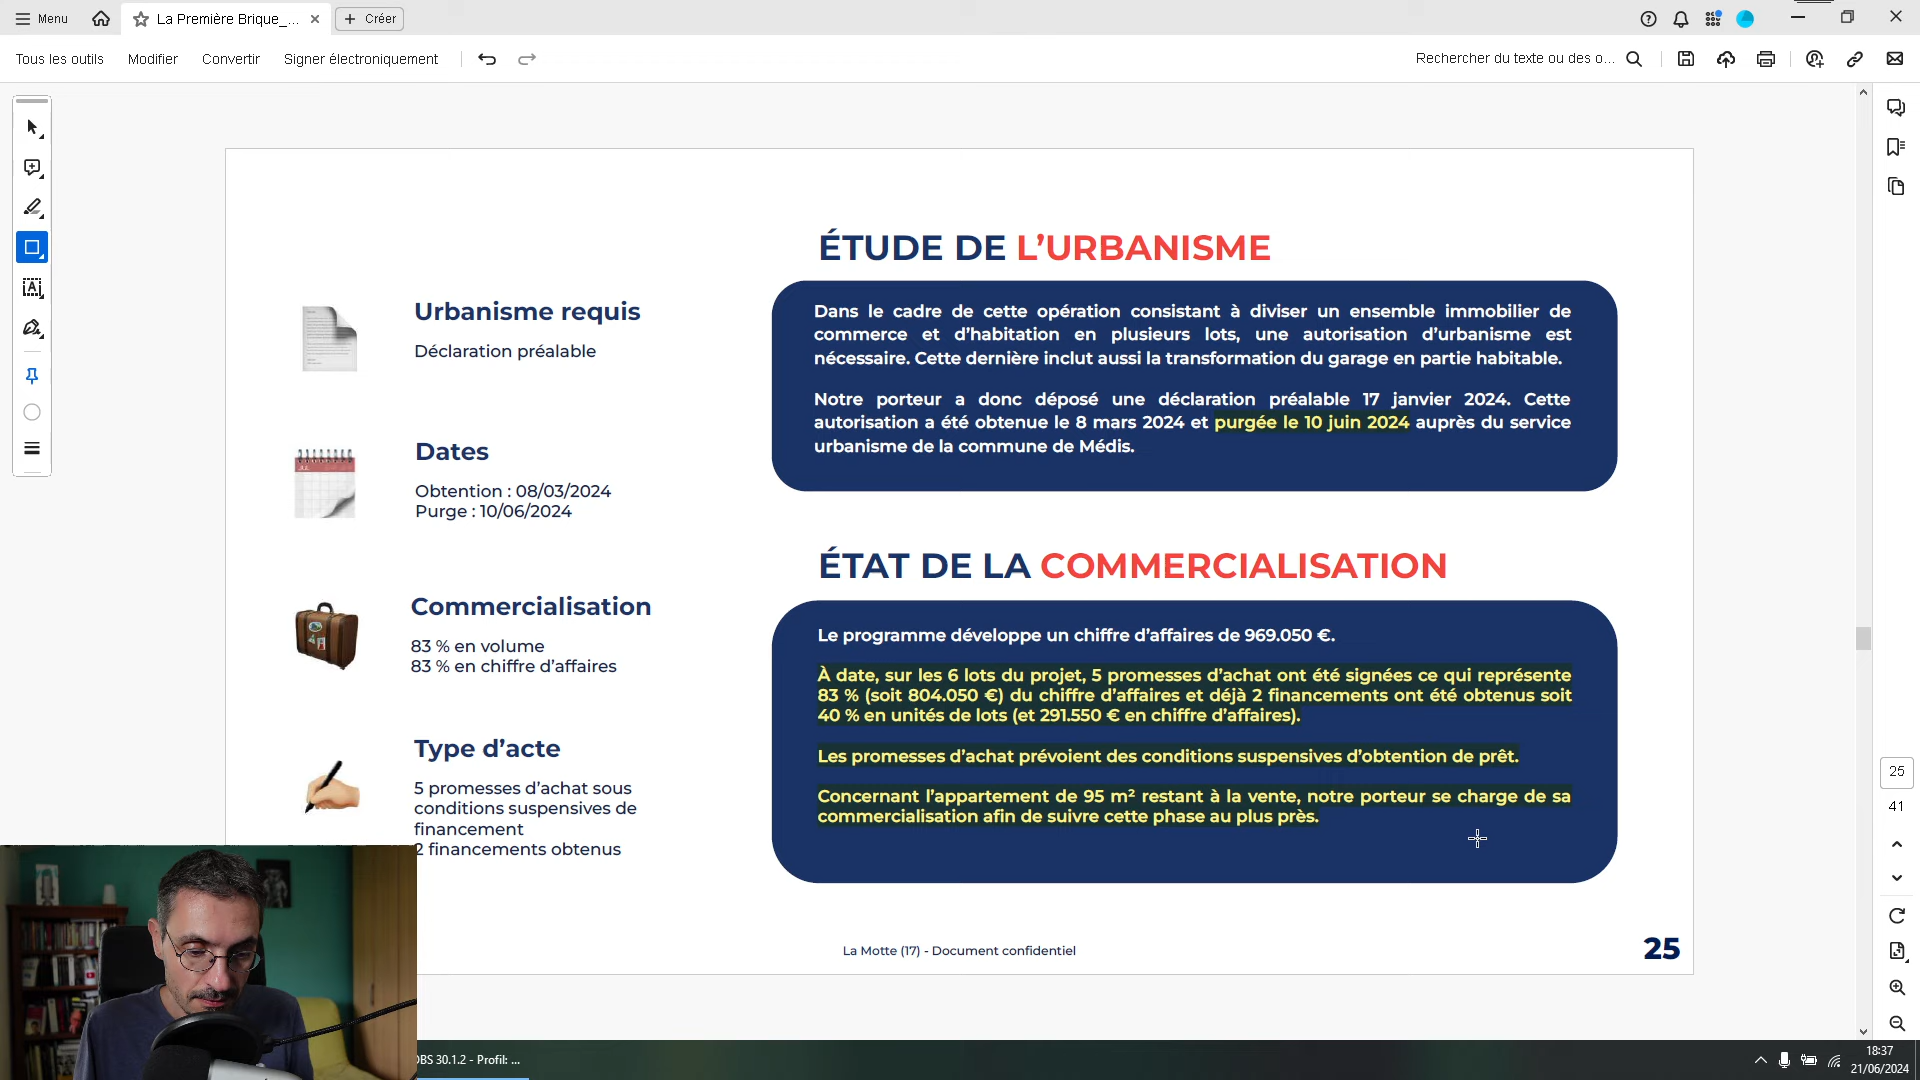 Menu
La Première Brique_...
Créer
Tous les outils
Modifier
Convertir
Signer électroniquement
Rechercher du texte ou des o...
ÉTUDE DE L’URBANISME
Urbanisme requis
Déclaration préalable
Dans le cadre de cette opération consistant à diviser un ensemble immobilier de
commerce et d’habitation en plusieurs lots, une autorisation d’urbanisme est
nécessaire. Cette dernière inclut aussi la transformation du garage en partie habitable.
Notre porteur a donc déposé une déclaration préalable 17 janvier 2024. Cette
autorisation a été obtenue le 8 mars 2024 et purgée le 10 juin 2024 auprès du service
urbanisme de la commune de Médis.
Dates
Obtention : 08/03/2024
Purge : 10/06/2024
ÉTAT DE LA COMMERCIALISATION
Commercialisation
83 % en volume
83 % en chiffre d’affaires
Le programme développe un chiffre d’affaires de 969.050 €.
À date, sur les 6 lots du projet, 5 promesses d’achat ont été signées ce qui représente
83 % (soit 804.050 €) du chiffre d’affaires et déjà 2 financements ont été obtenus soit
40 % en unités de lots (et 291.550 € en chiffre d’affaires).
Les promesses d’achat prévoient des conditions suspensives d’obtention de prêt.
Concernant l’appartement de 95 m² restant à la vente, notre porteur se charge de sa
commercialisation afin de suivre cette phase au plus près.
Type d’acte
5 promesses d’achat sous
conditions suspensives de
financement
2 financements obtenus
La Motte (17) - Document confidentiel
25
25
41
OBS 30.1.2 - Profil: ...
18:37
21/06/2024